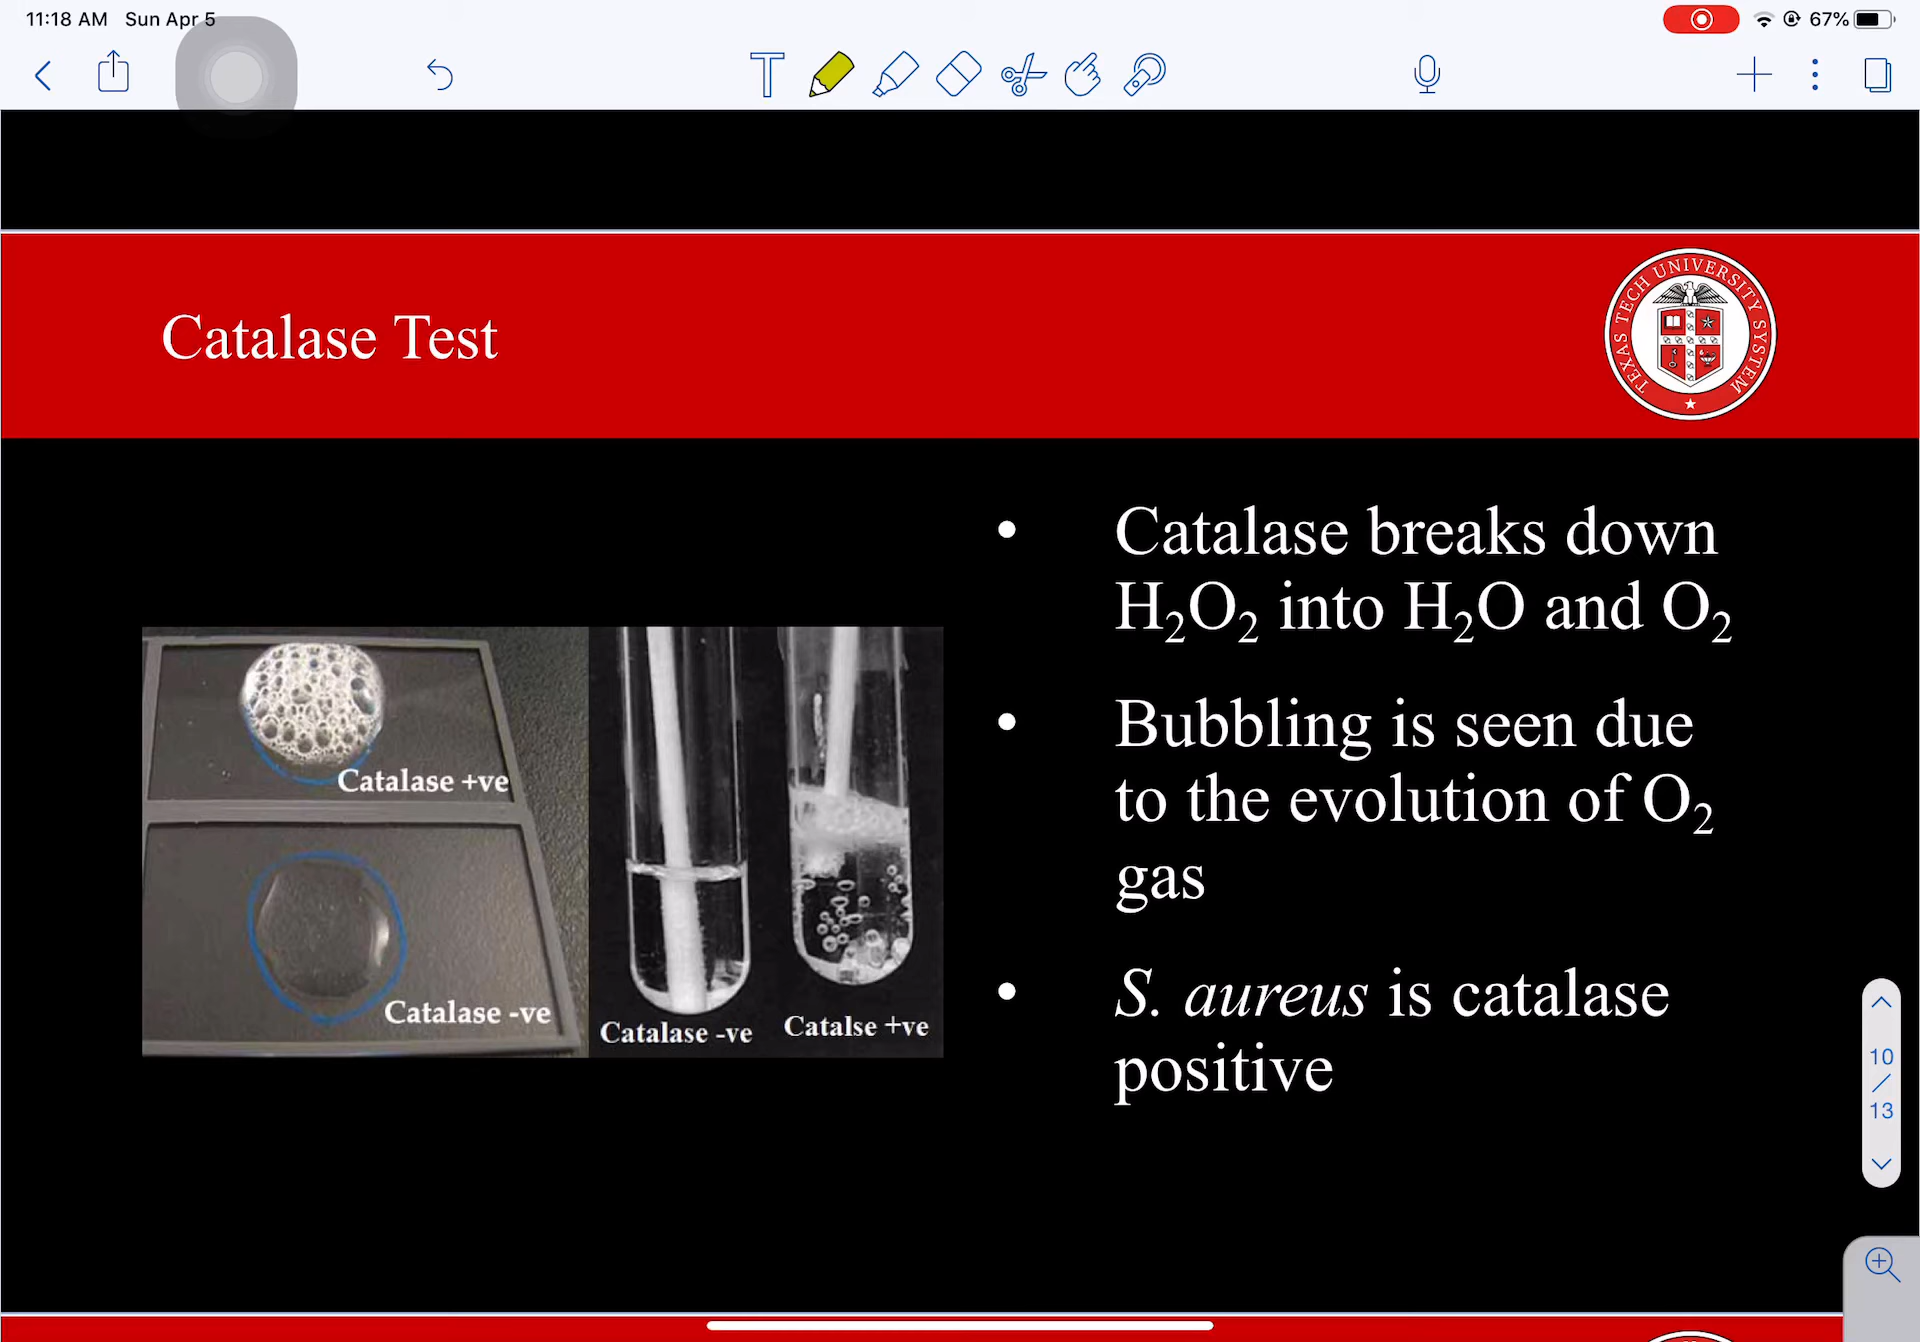 11:18 AM Sun Apr 5
67%
Catalase Test
TEXAS TECH UNIVERSITY SYSTEM
• Catalase breaks down
H₂O₂ into H₂O and O₂
• Bubbling is seen due
to the evolution of O₂
gas
• S. aureus is catalase
positive
Catalase +ve
Catalase -ve
Catalase -ve
Catalse +ve
10
/
13